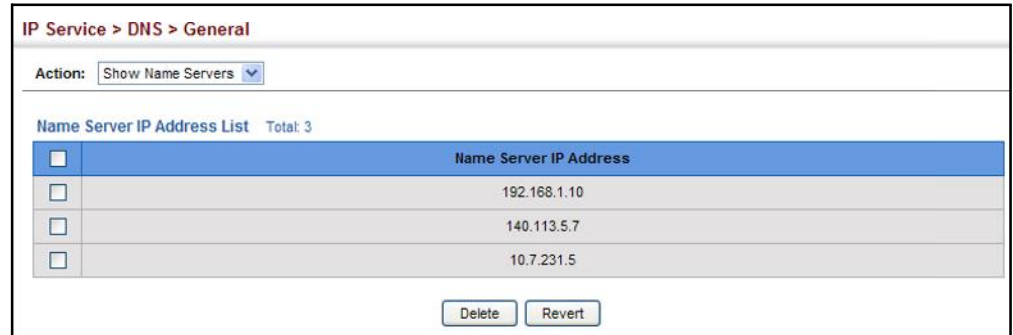 IP Service > DNS > General
Action: Show Name Servers
Name Server IP Address List Total: 3
Name Server IP Address
192.168.1.10
140.113.5.7
10.7.231.5
Delete Revert